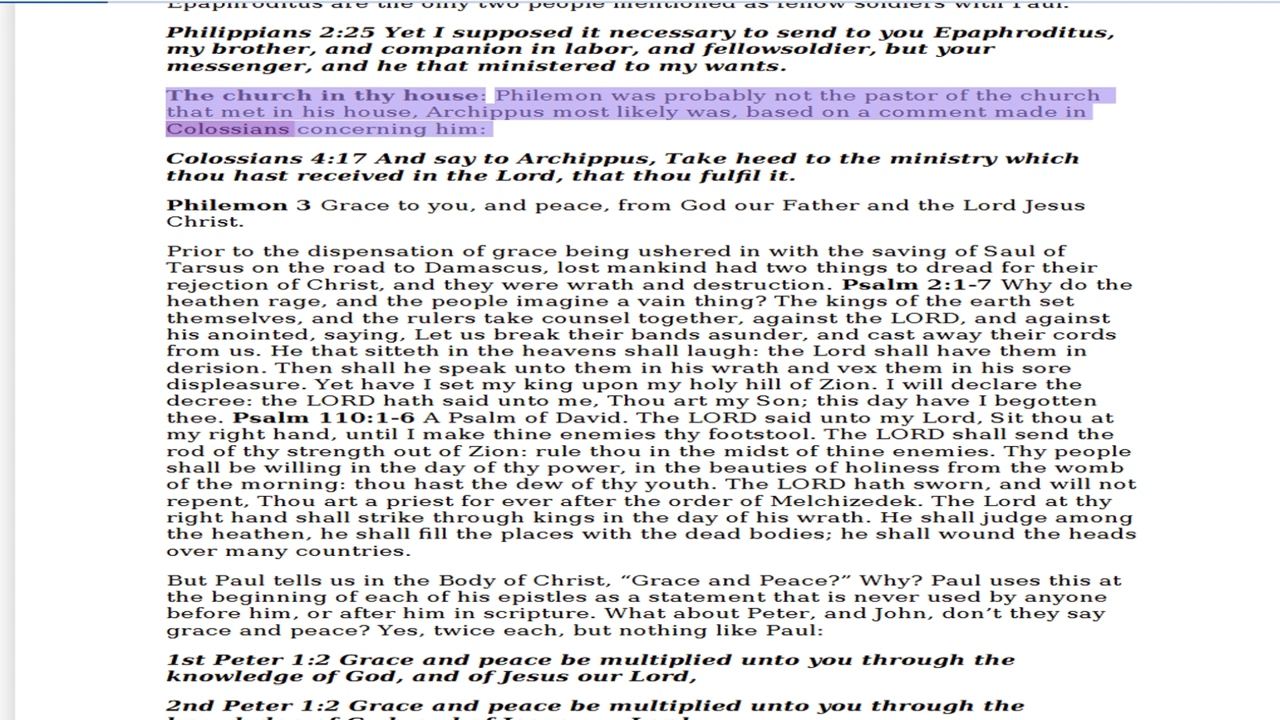 Epaphroditus are the only two people mentioned as fellow soldiers with Paul.
Philippians 2:25 Yet I supposed it necessary to send to you Epaphroditus,
my brother, and companion in labor, and fellowsoldier, but your
messenger, and he that ministered to my wants.
The church in thy house: Philemon was probably not the pastor of the church
that met in his house, Archippus most likely was, based on a comment made in
Colossians concerning him:
Colossians 4:17 And say to Archippus, Take heed to the ministry which
thou hast received in the Lord, that thou fulfil it.
Philemon 3 Grace to you, and peace, from God our Father and the Lord Jesus
Christ.
Prior to the dispensation of grace being ushered in with the saving of Saul of
Tarsus on the road to Damascus, lost mankind had two things to dread for their
rejection of Christ, and they were wrath and destruction. Psalm 2:1-7 Why do the
heathen rage, and the people imagine a vain thing? The kings of the earth set
themselves, and the rulers take counsel together, against the LORD, and against
his anointed, saying, Let us break their bands asunder, and cast away their cords
from us. He that sitteth in the heavens shall laugh: the Lord shall have them in
derision. Then shall he speak unto them in his wrath and vex them in his sore
displeasure. Yet have I set my king upon my holy hill of Zion. I will declare the
decree: the LORD hath said unto me, Thou art my Son; this day have I begotten
thee. Psalm 110:1-6 A Psalm of David. The LORD said unto my Lord, Sit thou at
my right hand, until I make thine enemies thy footstool. The LORD shall send the
rod of thy strength out of Zion: rule thou in the midst of thine enemies. Thy people
shall be willing in the day of thy power, in the beauties of holiness from the womb
of the morning: thou hast the dew of thy youth. The LORD hath sworn, and will not
repent, Thou art a priest for ever after the order of Melchizedek. The Lord at thy
right hand shall strike through kings in the day of his wrath. He shall judge among
the heathen, he shall fill the places with the dead bodies; he shall wound the heads
over many countries.
But Paul tells us in the Body of Christ, “Grace and Peace?” Why? Paul uses this at
the beginning of each of his epistles as a statement that is never used by anyone
before him, or after him in scripture. What about Peter, and John, don’t they say
grace and peace? Yes, twice each, but nothing like Paul:
1st Peter 1:2 Grace and peace be multiplied unto you through the
knowledge of God, and of Jesus our Lord,
2nd Peter 1:2 Grace and peace be multiplied unto you through the